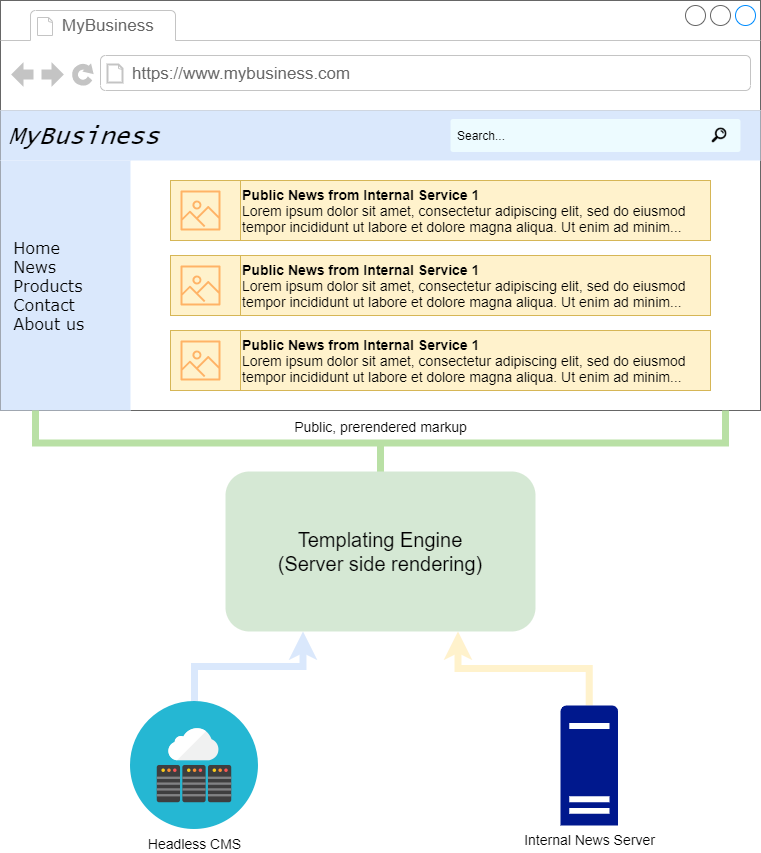 MyBusiness
https://www.mybusiness.com
MyBusiness
Search...
Home
News
Products
Contact
About us
Public News from Internal Service 1
Lorem ipsum dolor sit amet, consectetur adipiscing elit, sed do eiusmod
tempor incididunt ut labore et dolore magna aliqua. Ut enim ad minim...
Public News from Internal Service 1
Lorem ipsum dolor sit amet, consectetur adipiscing elit, sed do eiusmod
tempor incididunt ut labore et dolore magna aliqua. Ut enim ad minim...
Public News from Internal Service 1
Lorem ipsum dolor sit amet, consectetur adipiscing elit, sed do eiusmod
tempor incididunt ut labore et dolore magna aliqua. Ut enim ad minim...
Public, prerendered markup
Templating Engine
(Server side rendering)
Headless CMS
Internal News Server